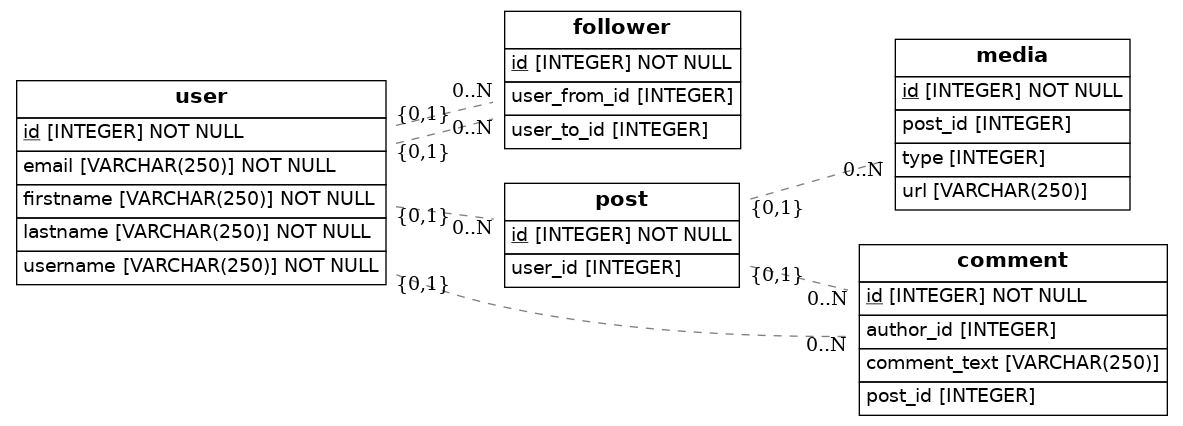 user
id [INTEGER] NOT NULL
email [VARCHAR(250)] NOT NULL
firstname [VARCHAR(250)] NOT NULL
lastname [VARCHAR(250)] NOT NULL
username [VARCHAR(250)] NOT NULL
{0,1}
{0,1}
{0,1}
{0,1}
0..N
0..N
0..N
follower
id [INTEGER] NOT NULL
user_from_id [INTEGER]
user_to_id [INTEGER]
post
id [INTEGER] NOT NULL
user_id [INTEGER]
{0,1}
{0,1}
0..N
0..N
0..N
media
id [INTEGER] NOT NULL
post_id [INTEGER]
type [INTEGER]
url [VARCHAR(250)]
comment
id [INTEGER] NOT NULL
author_id [INTEGER]
comment_text [VARCHAR(250)]
post_id [INTEGER]